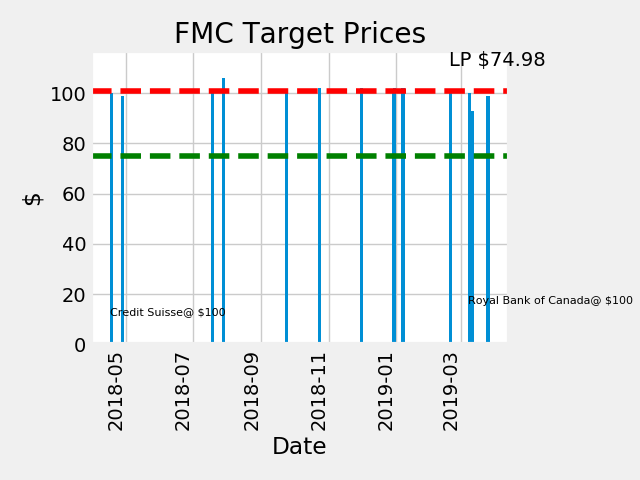 FMC Target Prices
LP $74.98
100
80
60
40
20
0
$
Credit Suisse@ $100
Royal Bank of Canada@ $100
2018-05
2018-07
2018-09
2018-11
2019-01
2019-03
Date